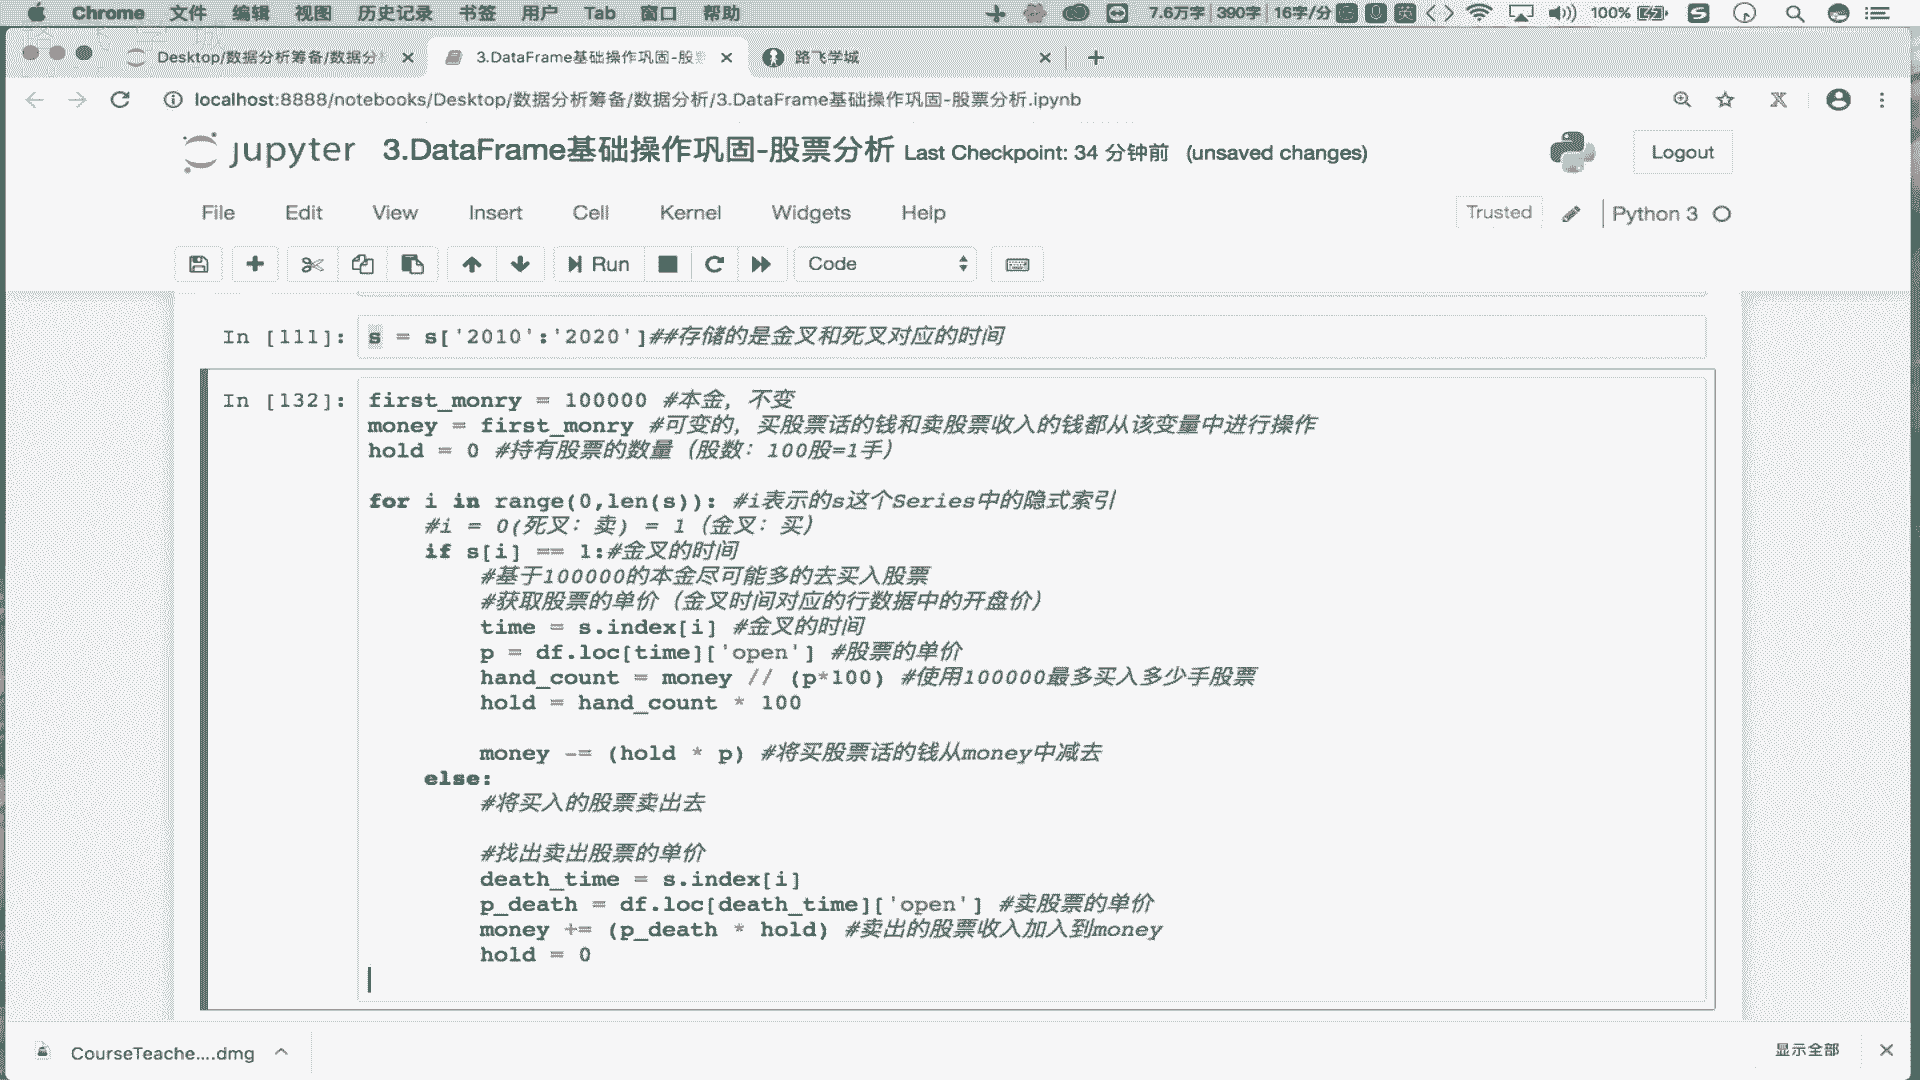 Chrome 文件 编辑 视图 历史记录 书签 用户 Tab 窗口 帮助 7.6万字 390字 16字/分 英 100%
Desktop/数据分析筹备/数据分 3.DataFrame基础操作巩固-股 路飞学城
localhost:8888/notebooks/Desktop/数据分析筹备/数据分析/3.DataFrame基础操作巩固-股票分析.ipynb
jupyter 3.DataFrame基础操作巩固-股票分析 Last Checkpoint: 34 分钟前 (unsaved changes) Logout
File Edit View Insert Cell Kernel Widgets Help Trusted Python 3
Run Code
In [111]: s = s['2010':'2020']##存储的是金叉和死叉对应的时间
In [132]: first_monry = 100000 #本金，不变
money = first_monry #可变的，买股票话的钱和卖股票收入的钱都从该变量中进行操作
hold = 0 #持有股票的数量（股数：100股=1手）
for i in range(0,len(s)): #i表示的s这个Series中的隐式索引
#i = 0(死叉：卖) = 1（金叉：买）
if s[i] == 1:#金叉的时间
#基于100000的本金尽可能多的去买入股票
#获取股票的单价（金叉时间对应的行数据中的开盘价）
time = s.index[i] #金叉的时间
p = df.loc[time]['open'] #股票的单价
hand_count = money // (p*100) #使用100000最多买入多少手股票
hold = hand_count * 100
money -= (hold * p) #将买股票话的钱从money中减去
else:
#将买入的股票卖出去
#找出卖出股票的单价
death_time = s.index[i]
p_death = df.loc[death_time]['open'] #卖股票的单价
money += (p_death * hold) #卖出的股票收入加入到money
hold = 0
CourseTeache....dmg 显示全部